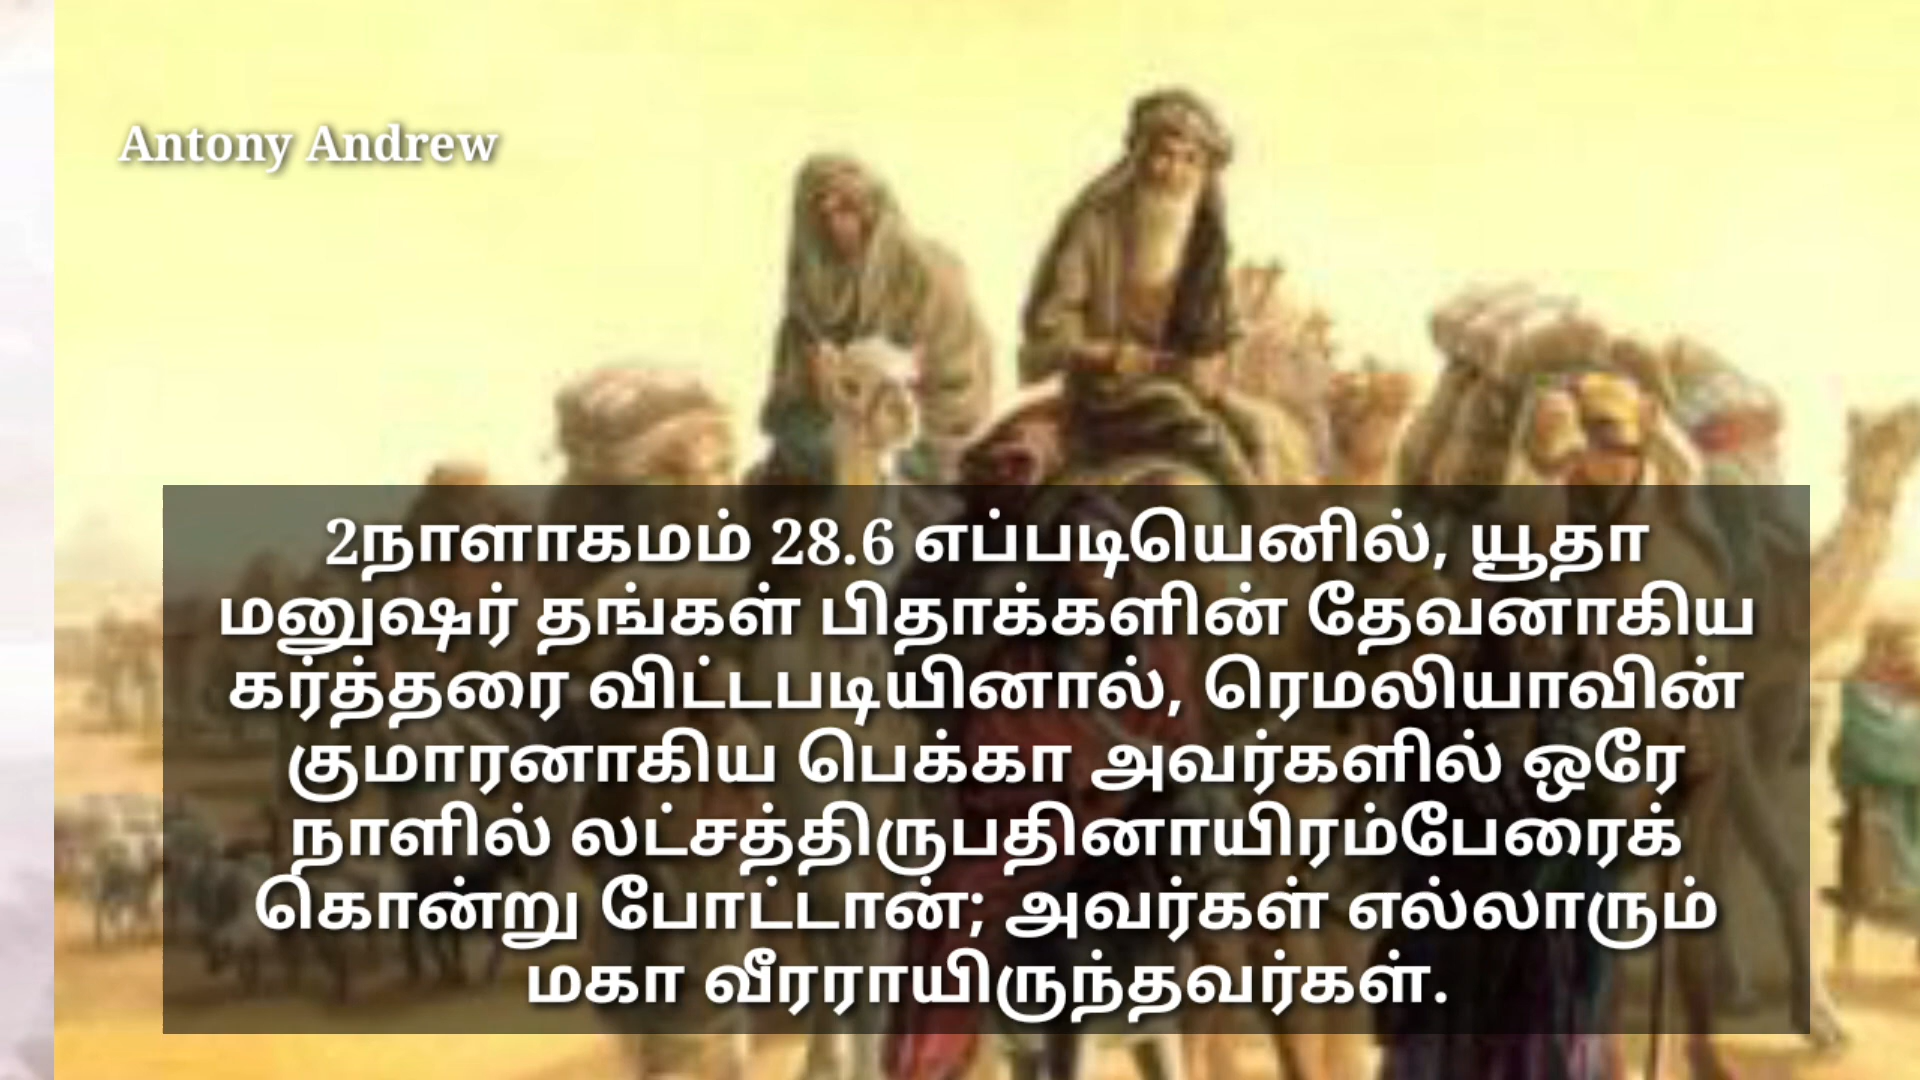 Antony Andrew
2நாளாகமம் 28.6 எப்படியெனில், யூதா
மனுஷர் தங்கள் பிதாக்களின் தேவனாகிய
கர்த்தரை விட்டபடியினால், ரெமலியாவின்
குமாரனாகிய பெக்கா அவர்களில் ஒரே
நாளில் லட்சத்திருபதினாயிரம்பேரைக்
கொன்று போட்டான்; அவர்கள் எல்லாரும்
மகா வீரராயிருந்தவர்கள்.